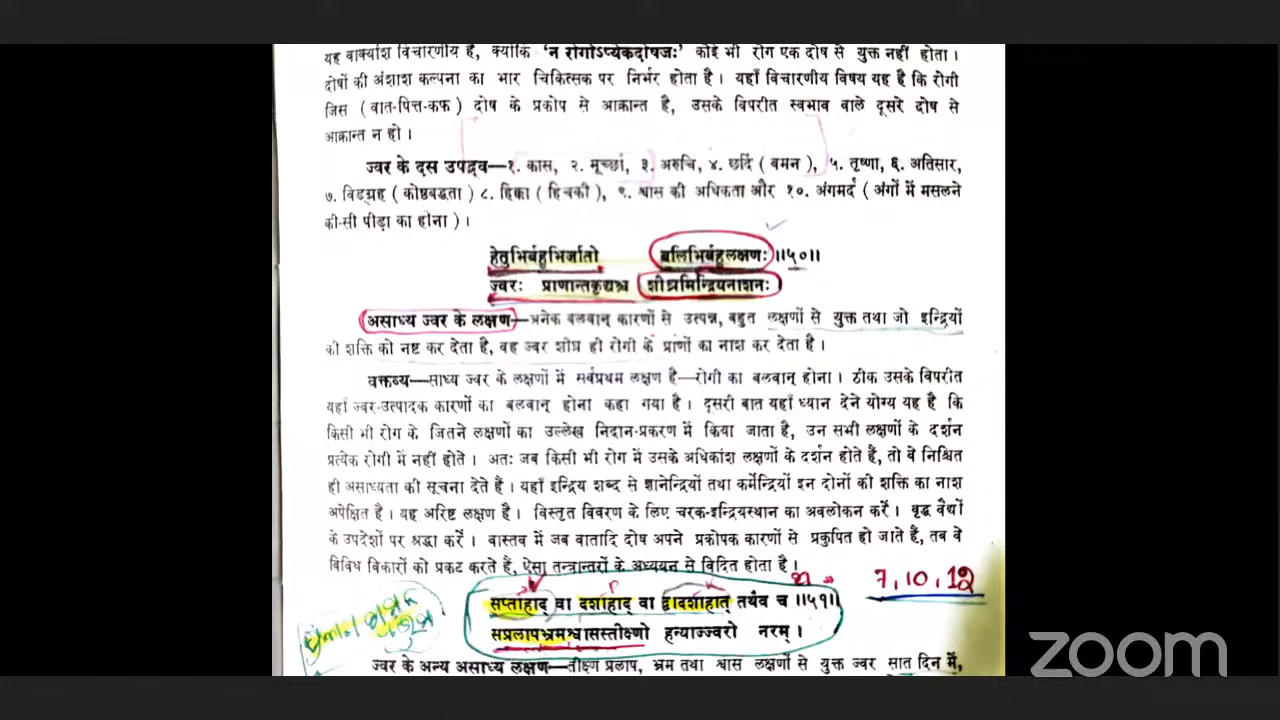 यह वाक्यांश विचारणीय है, क्योंकि 'न रोगोऽप्येकदोषजः' कोई भी रोग एक दोष से युक्त नहीं होता।
दोषों की अंशांश कल्पना का भार चिकित्सक पर निर्भर होता है। यहाँ विचारणीय विषय यह है कि रोगी
जिस (वात-पित्त-कफ) दोष के प्रकोप से आक्रान्त है, उसके विपरीत स्वभाव वाले दूसरे दोष से
आक्रान्त न हो।
ज्वर के दस उपद्रव—१. कास, २. मूर्च्छा, ३. अरुचि, ४. छर्दि (वमन), ५. तृष्णा, ६. अतिसार,
७. विड्ग्रह (कोष्ठबद्धता) ८. हिक्का (हिचकी), ९. श्वास की अधिकता और १०. अंगमर्द (अंगों में मसलने
की-सी पीड़ा का होना)।
हेतुभिर्बहुभिर्जातो बलिभिर्बहुलक्षणः ॥५०॥
ज्वरः प्राणान्तकृद्यश्च शीघ्रमिन्द्रियनाशनः
असाध्य ज्वर के लक्षण—अनेक बलवान् कारणों से उत्पन्न, बहुत लक्षणों से युक्त तथा जो इन्द्रियों
की शक्ति को नष्ट कर देता है, वह ज्वर शीघ्र ही रोगी के प्राणों का नाश कर देता है।
वक्तव्य—साध्य ज्वर के लक्षणों में सर्वप्रथम लक्षण है—रोगी का बलवान् होना। ठीक उसके विपरीत
यहाँ ज्वर-उत्पादक कारणों का बलवान् होना कहा गया है। दूसरी बात यहाँ ध्यान देने योग्य यह है कि
किसी भी रोग के जितने लक्षणों का उल्लेख निदान-प्रकरण में किया जाता है, उन सभी लक्षणों के दर्शन
प्रत्येक रोगी में नहीं होते। अतः जब किसी भी रोग में उसके अधिकांश लक्षणों के दर्शन होते हैं, तो वे निश्चित
ही असाध्यता की सूचना देते हैं। यहाँ इन्द्रिय शब्द से ज्ञानेन्द्रियों तथा कर्मेन्द्रियों इन दोनों की शक्ति का नाश
अपेक्षित है। यह अरिष्ट लक्षण है। विस्तृत विवरण के लिए चरक-इन्द्रियस्थान का अवलोकन करें। वृद्ध वैद्यों
के उपदेशों पर श्रद्धा करें। वास्तव में जब वातादि दोष अपने प्रकोपक कारणों से प्रकुपित हो जाते हैं, तब वे
विविध विकारों को प्रकट करते हैं, ऐसा तन्त्रान्तरों के अध्ययन से विदित होता है।
7, 10, 12
सप्ताहाद् वा दशाहाद् वा द्वादशाहात् तथैव च ॥५१॥
सप्रलापभ्रमश्वासस्तीक्ष्णो हन्याज्ज्वरो नरम्।
ज्वर के अन्य असाध्य लक्षण—तीक्ष्ण प्रलाप, भ्रम तथा श्वास लक्षणों से युक्त ज्वर सात दिन में,
zoom